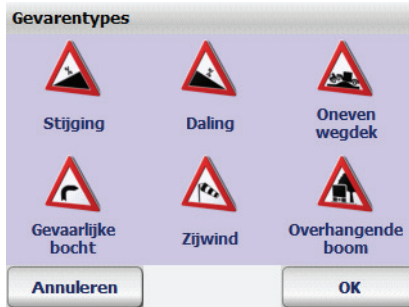 Gevarentypes
Stijging
Daling
Oneven
wegdek
Gevaarlijke
bocht
Zijwind
Overhangende
boom
Annuleren
OK